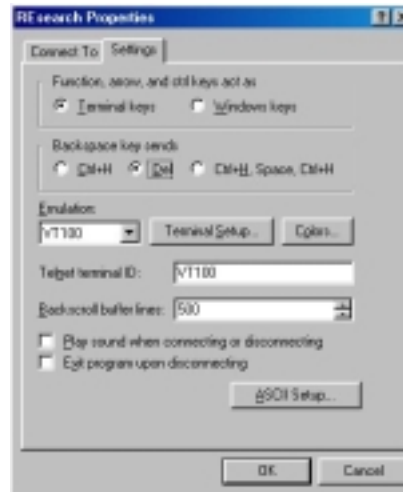 REsearch Properties
Connect To Settings
Function, arrow, and ctrl keys act as
Terminal keys Windows keys
Backspace key sends
Ctrl+H Del Ctrl+H, Space, Ctrl+H
Emulation:
VT100 Terminal Setup... Colors...
Telnet terminal ID: VT100
Backscroll buffer lines: 500
Play sound when connecting or disconnecting
Exit program upon disconnecting
ASCII Setup...
OK Cancel